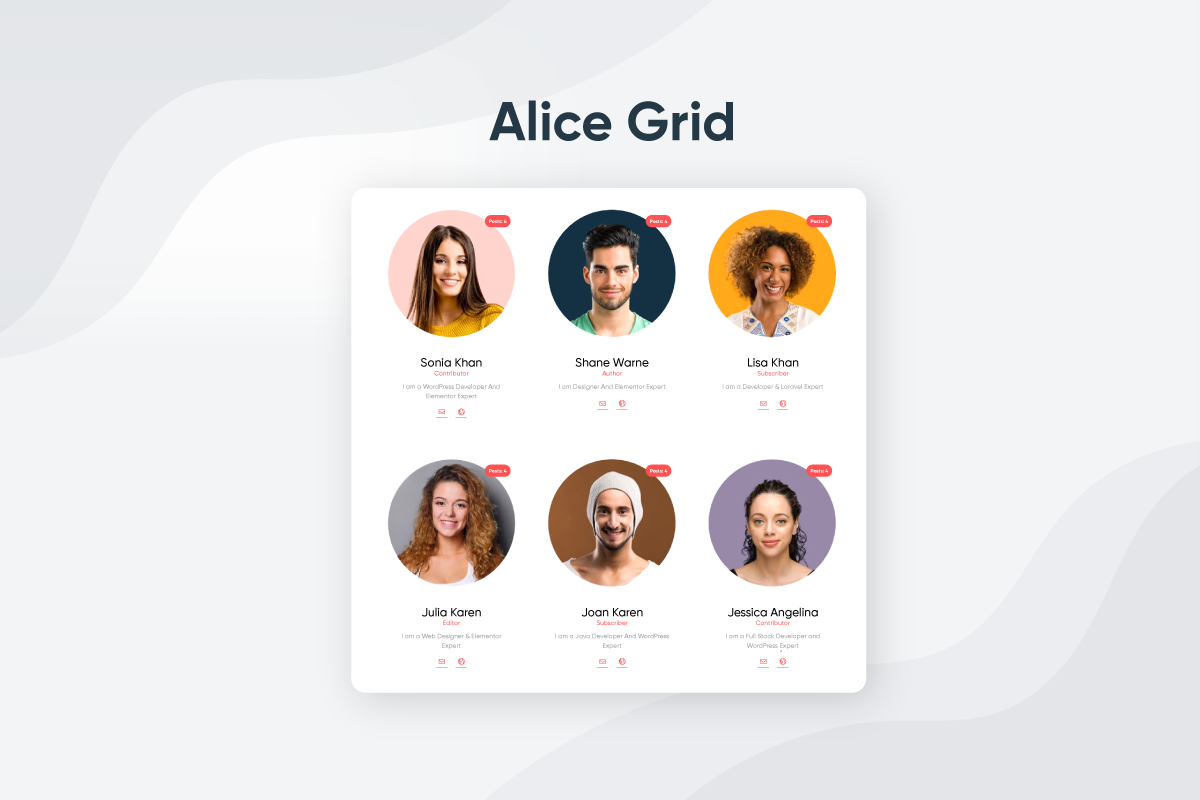 Alice Grid
Posts: 4
Posts: 4
Posts: 4
Sonia Khan
Contributor
I am a WordPress Developer And
Elementor Expert
Shane Warne
Author
I am Designer And Elementor Expert
Lisa Khan
Subscriber
I am a Developer & Laravel Expert
Posts: 4
Posts: 4
Posts: 4
Julia Karen
Editor
I am a Web Designer & Elementor
Expert
Joan Karen
Subscriber
I am a Java Developer And WordPress
Expert
Jessica Angelina
Contributor
I am a Full Stack Developer and
WordPress Expert